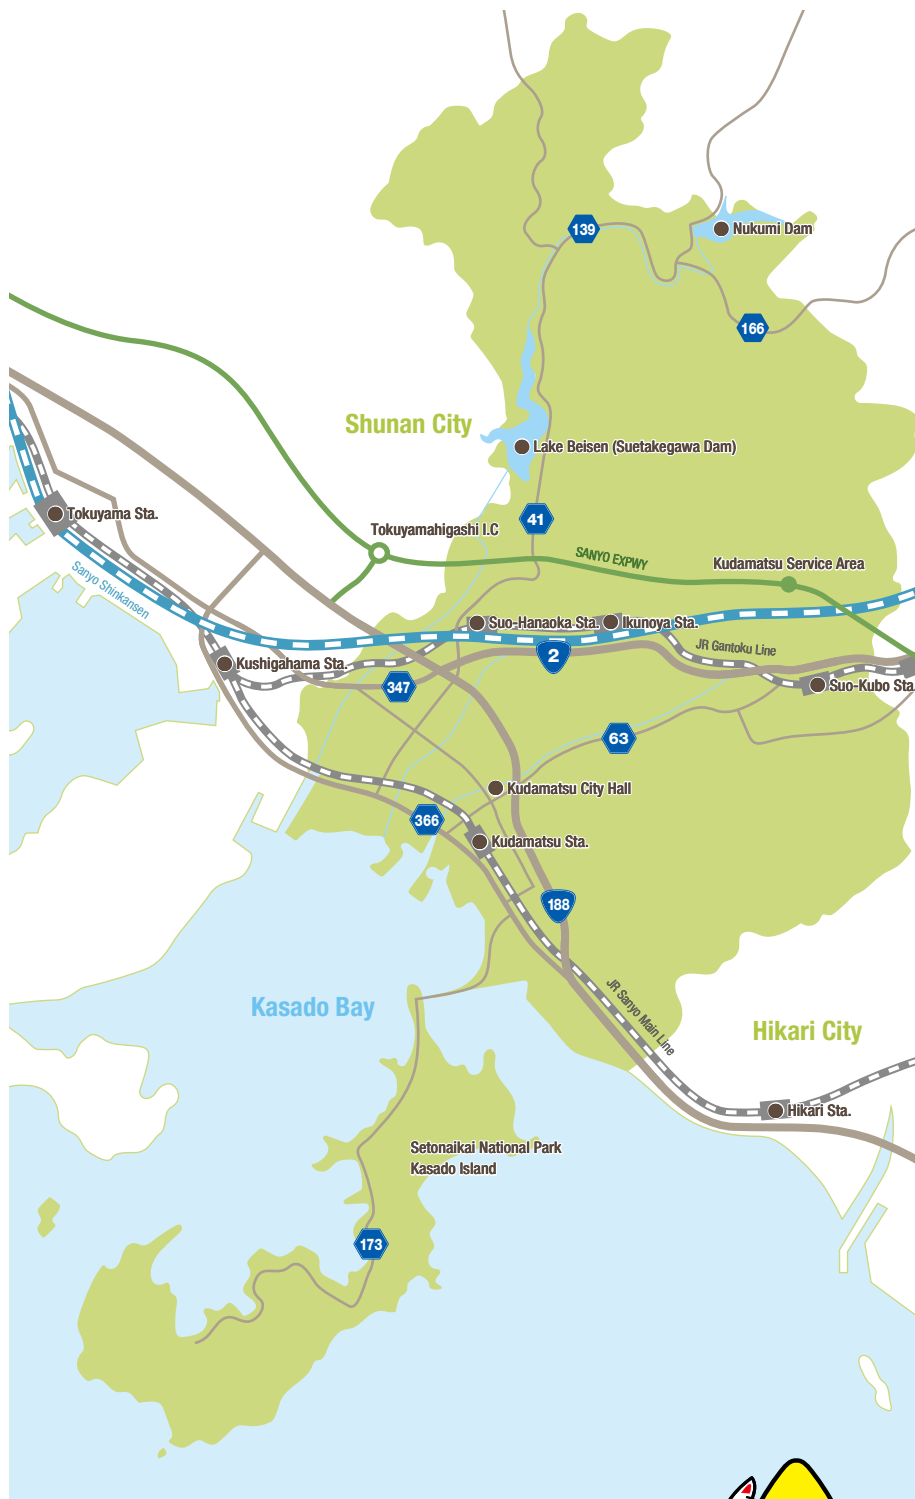 139
Nukumi Dam
166
Shunan City
Lake Beisen (Suetakegawa Dam)
Tokuyama Sta.
41
Tokuyamahigashi I.C
SANYO EXPWY
Kudamatsu Service Area
Sanyo Shinkansen
Suo-Hanaoka Sta.
Ikunoya Sta.
JR Gantoku Line
2
Kushigahama Sta.
347
Suo-Kubo Sta.
63
Kudamatsu City Hall
366
Kudamatsu Sta.
188
JR Sanyo Main Line
Kasado Bay
Hikari City
Hikari Sta.
Setonaikai National Park
Kasado Island
173